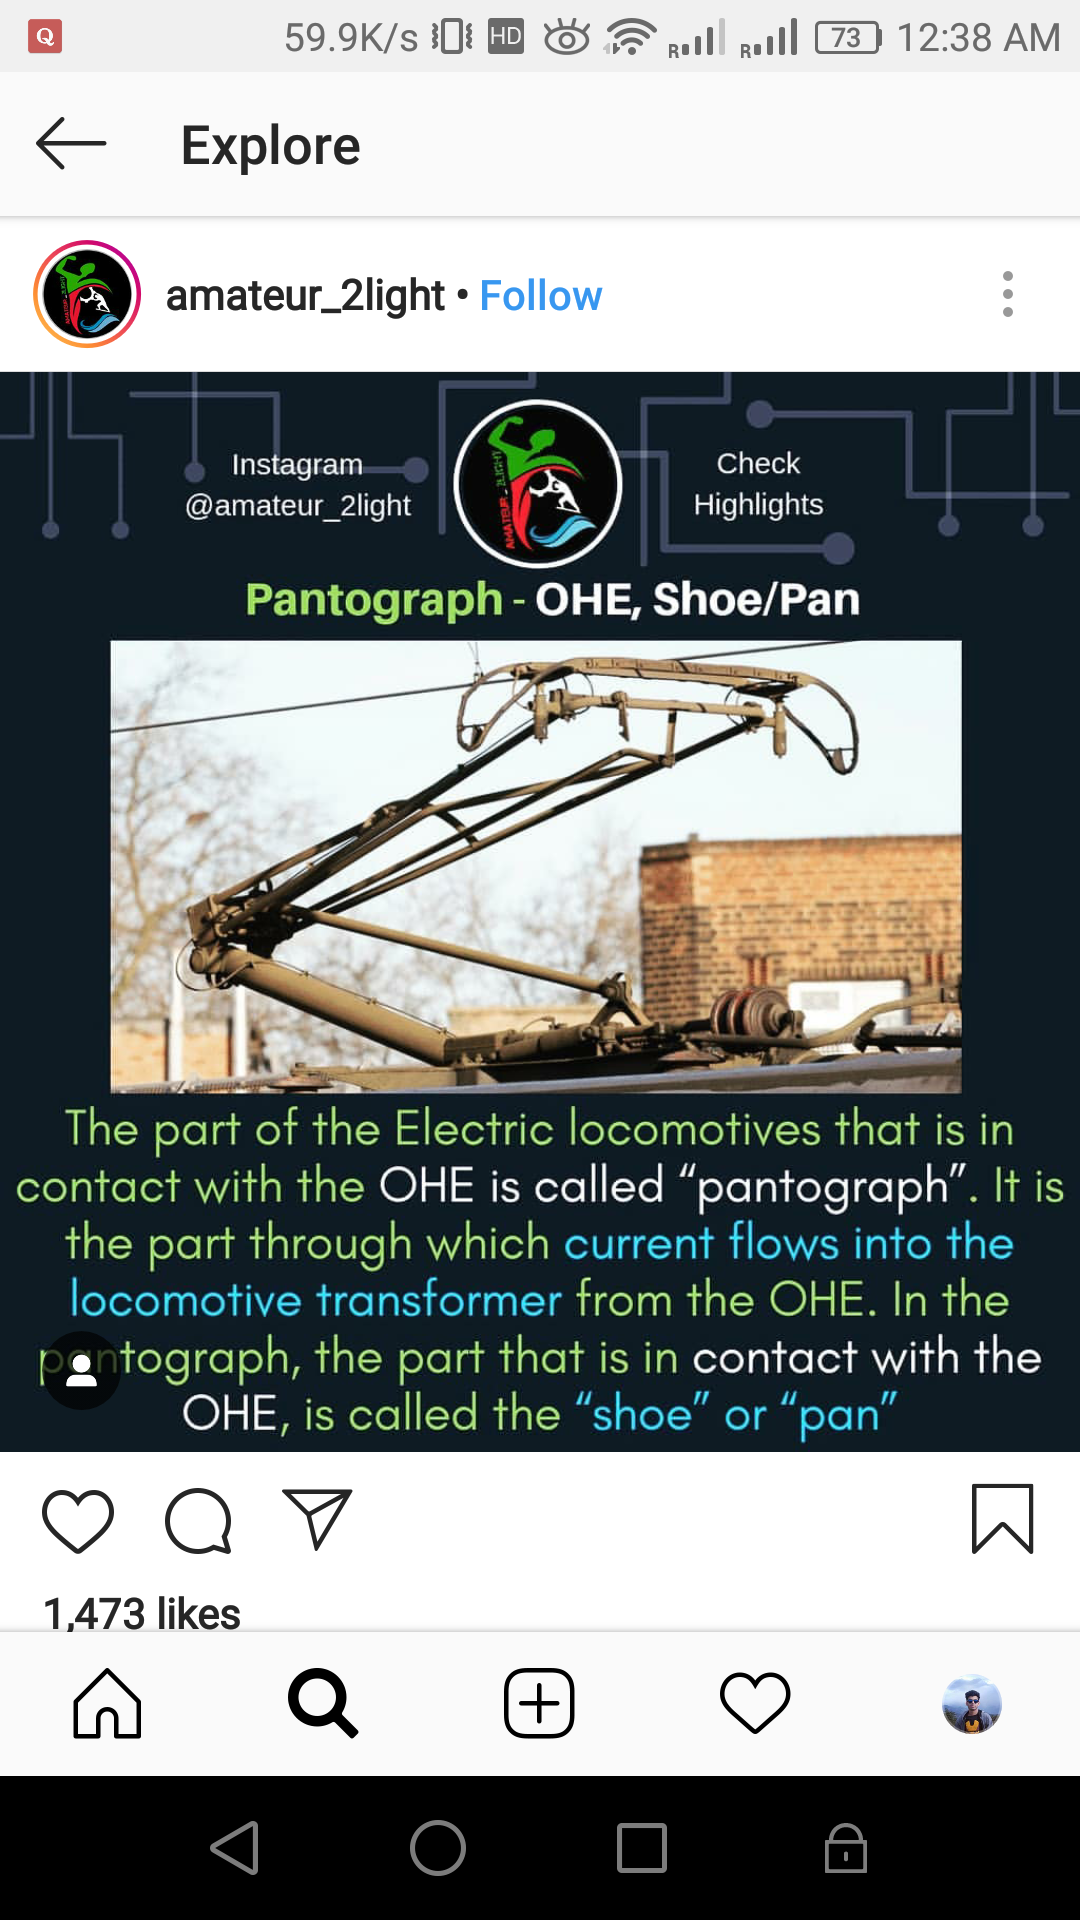 Q 59.9K/s HD R R 73 12:38 AM
Explore
amateur_2light • Follow
Instagram
@amateur_2light
AMATEUR - 2LIGHT
Check
Highlights
Pantograph - OHE, Shoe/Pan
The part of the Electric locomotives that is in
contact with the OHE is called “pantograph”. It is
the part through which current flows into the
locomotive transformer from the OHE. In the
pantograph, the part that is in contact with the
OHE, is called the “shoe” or “pan”
1,473 likes